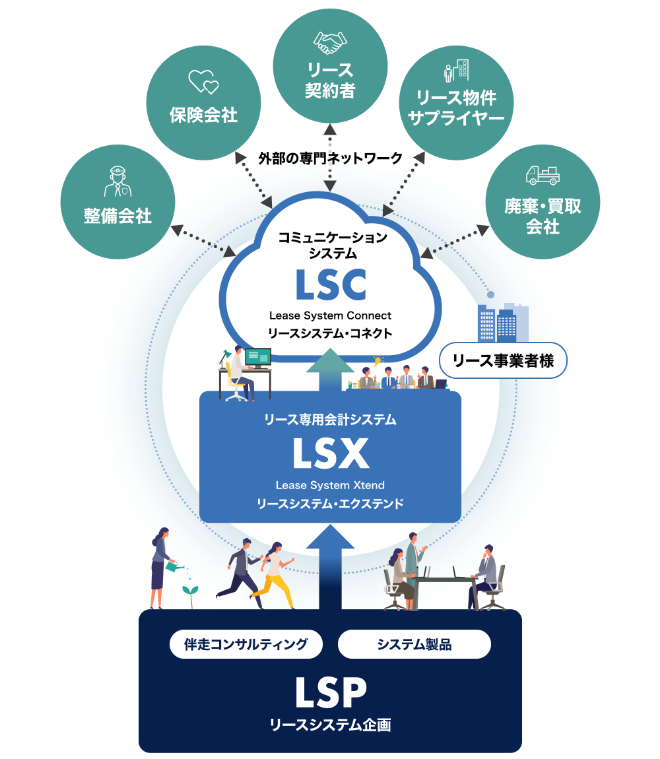 リース
契約者
保険会社
リース物件
サプライヤー
整備会社
廃棄・買取
会社
外部の専門ネットワーク
コミュニケーション
システム
LSC
Lease System Connect
リースシステム・コネクト
リース事業者様
リース専用会計システム
LSX
Lease System Xtend
リースシステム・エクステンド
伴走コンサルティング
システム製品
LSP
リースシステム企画